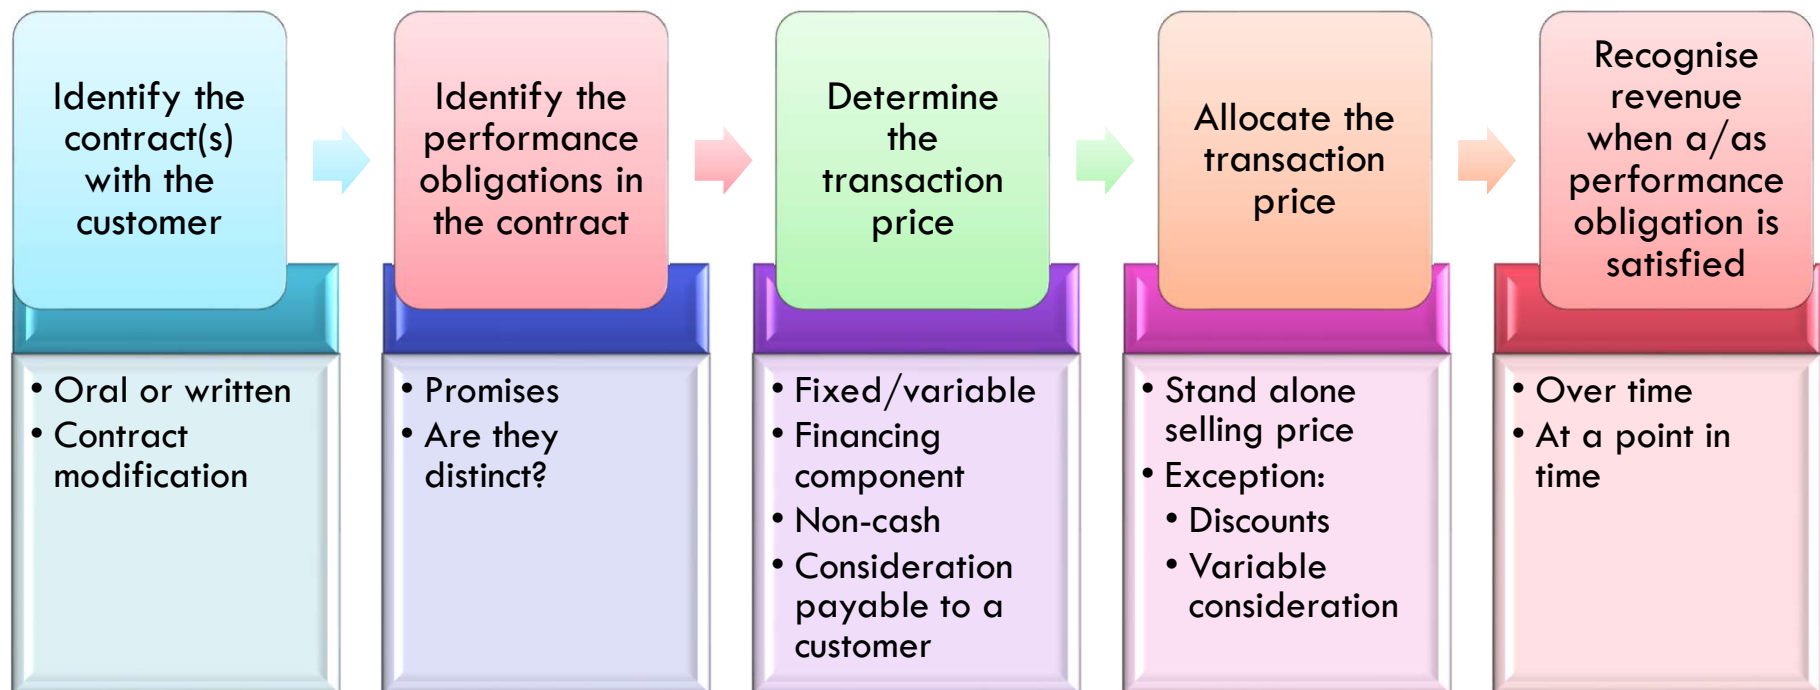 Identify the
contract(s)
with the
customer
Identify the
performance
obligations in
the contract
Determine
the
transaction
price
Allocate the
transaction
price
Recognise
revenue
when a/as
performance
obligation is
satisfied
• Oral or written
• Contract
modification
• Promises
• Are they
distinct?
• Fixed/variable
• Financing
component
• Non-cash
• Consideration
payable to a
customer
• Stand alone
selling price
• Exception:
• Discounts
• Variable
consideration
• Over time
• At a point in
time